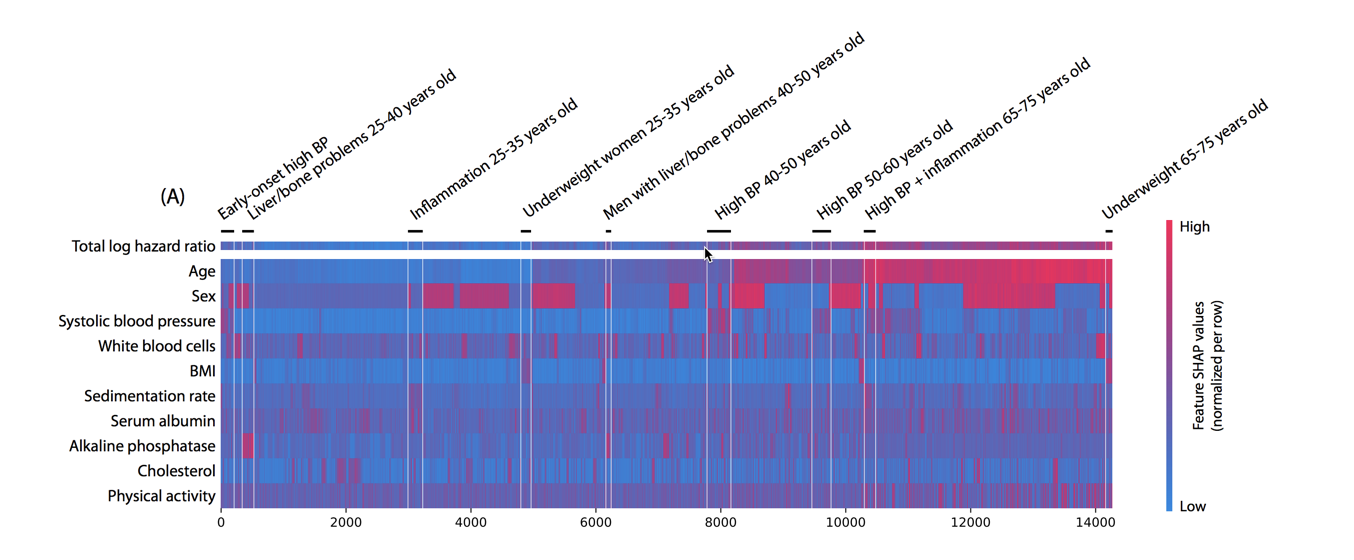 (A)
Early-onset high BP
Liver/bone problems 25-40 years old
Inflammation 25-35 years old
Underweight women 25-35 years old
Men with liver/bone problems 40-50 years old
High BP 40-50 years old
High BP 50-60 years old
High BP + inflammation 65-75 years old
Underweight 65-75 years old
Total log hazard ratio
Age
Sex
Systolic blood pressure
White blood cells
BMI
Sedimentation rate
Serum albumin
Alkaline phosphatase
Cholesterol
Physical activity
0 2000 4000 6000 8000 10000 12000 14000
High
Feature SHAP values
(normalized per row)
Low